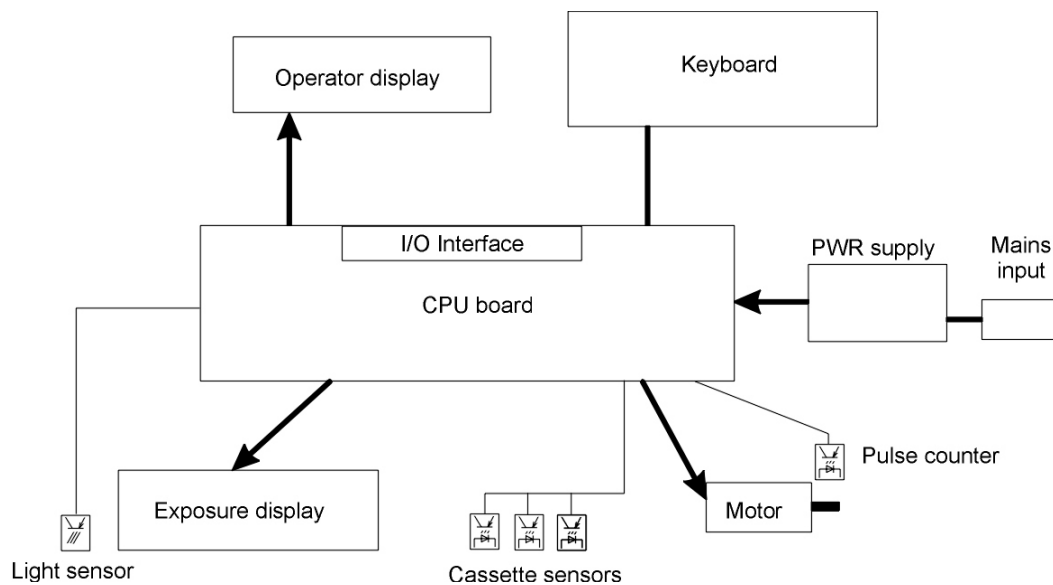 Operator display
Keyboard
I/O Interface
CPU board
PWR supply
Mains
input
Pulse counter
Exposure display
Motor
Light sensor
Cassette sensors